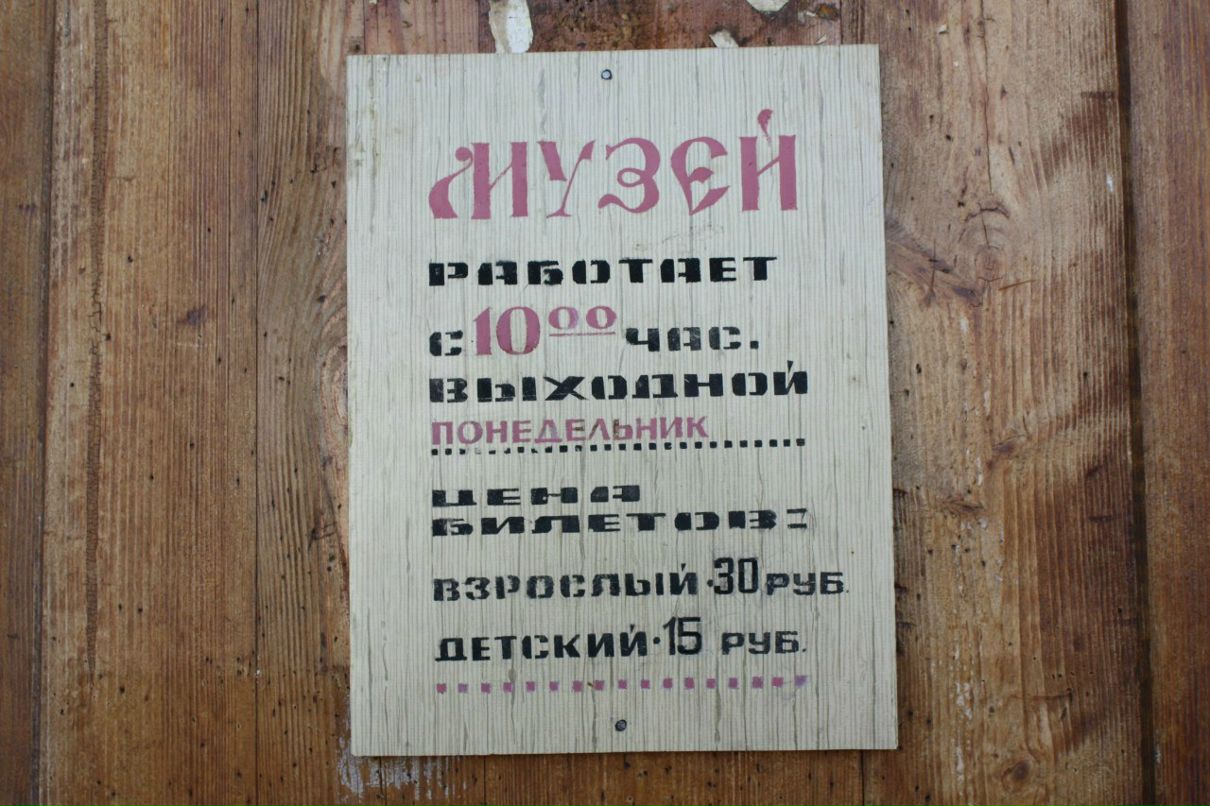 МУЗЕЙ
РАБОТАЕТ
С 10⁰⁰ ЧАС.
ВЫХОДНОЙ
ПОНЕДЕЛЬНИК
ЦЕНА
БИЛЕТОВ:
ВЗРОСЛЫЙ·30 РУБ.
ДЕТСКИЙ·15 РУБ.